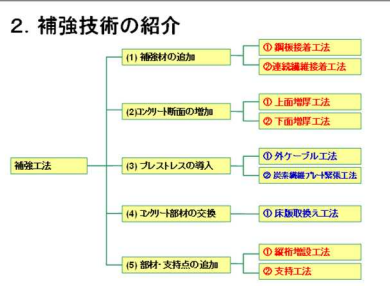 2. 補強技術の紹介
補強工法
(1) 補強材の追加
① 鋼板接着工法
②連続繊維接着工法
(2)コンクリート断面の増加
① 上面増厚工法
② 下面増厚工法
(3) プレストレスの導入
① 外ケーブル工法
② 炭素繊維プレート緊張工法
(4) コンクリート部材の交換
① 床版取換え工法
(5) 部材・支持点の追加
① 縦桁増設工法
② 支持工法